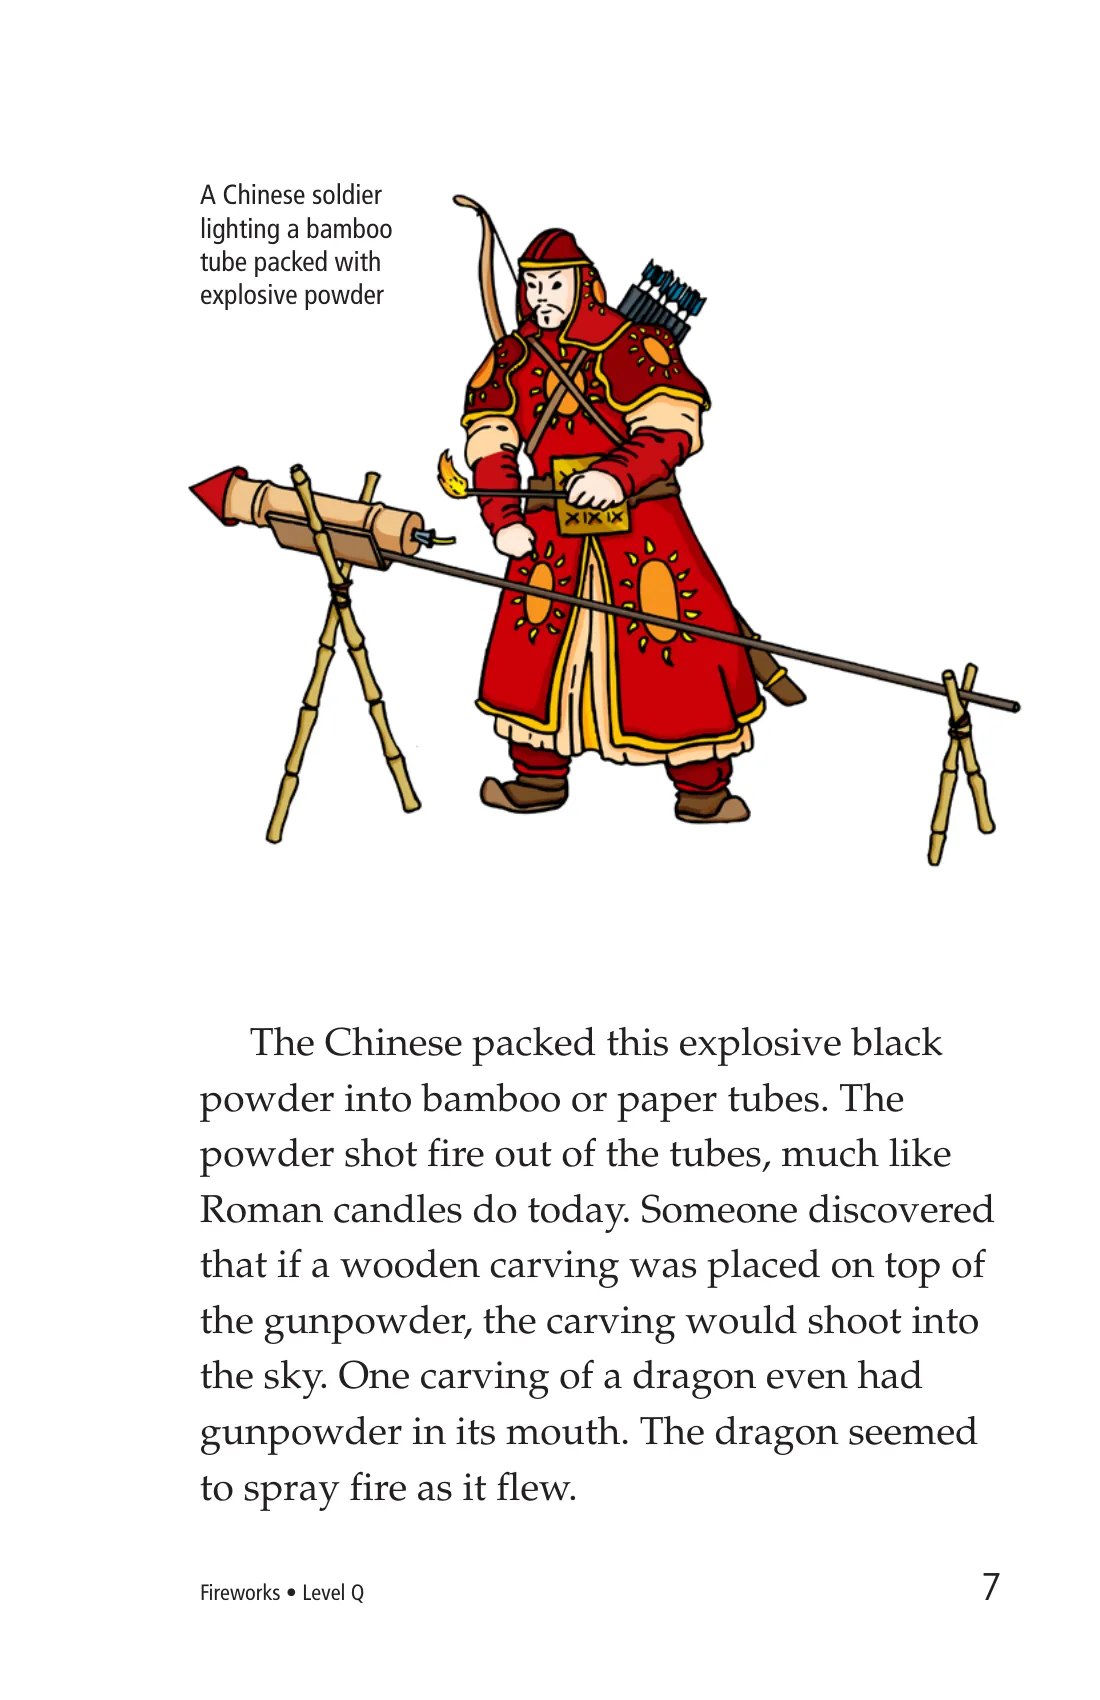 A Chinese soldier
lighting a bamboo
tube packed with
explosive powder
The Chinese packed this explosive black
powder into bamboo or paper tubes. The
powder shot fire out of the tubes, much like
Roman candles do today. Someone discovered
that if a wooden carving was placed on top of
the gunpowder, the carving would shoot into
the sky. One carving of a dragon even had
gunpowder in its mouth. The dragon seemed
to spray fire as it flew.
Fireworks • Level Q
7